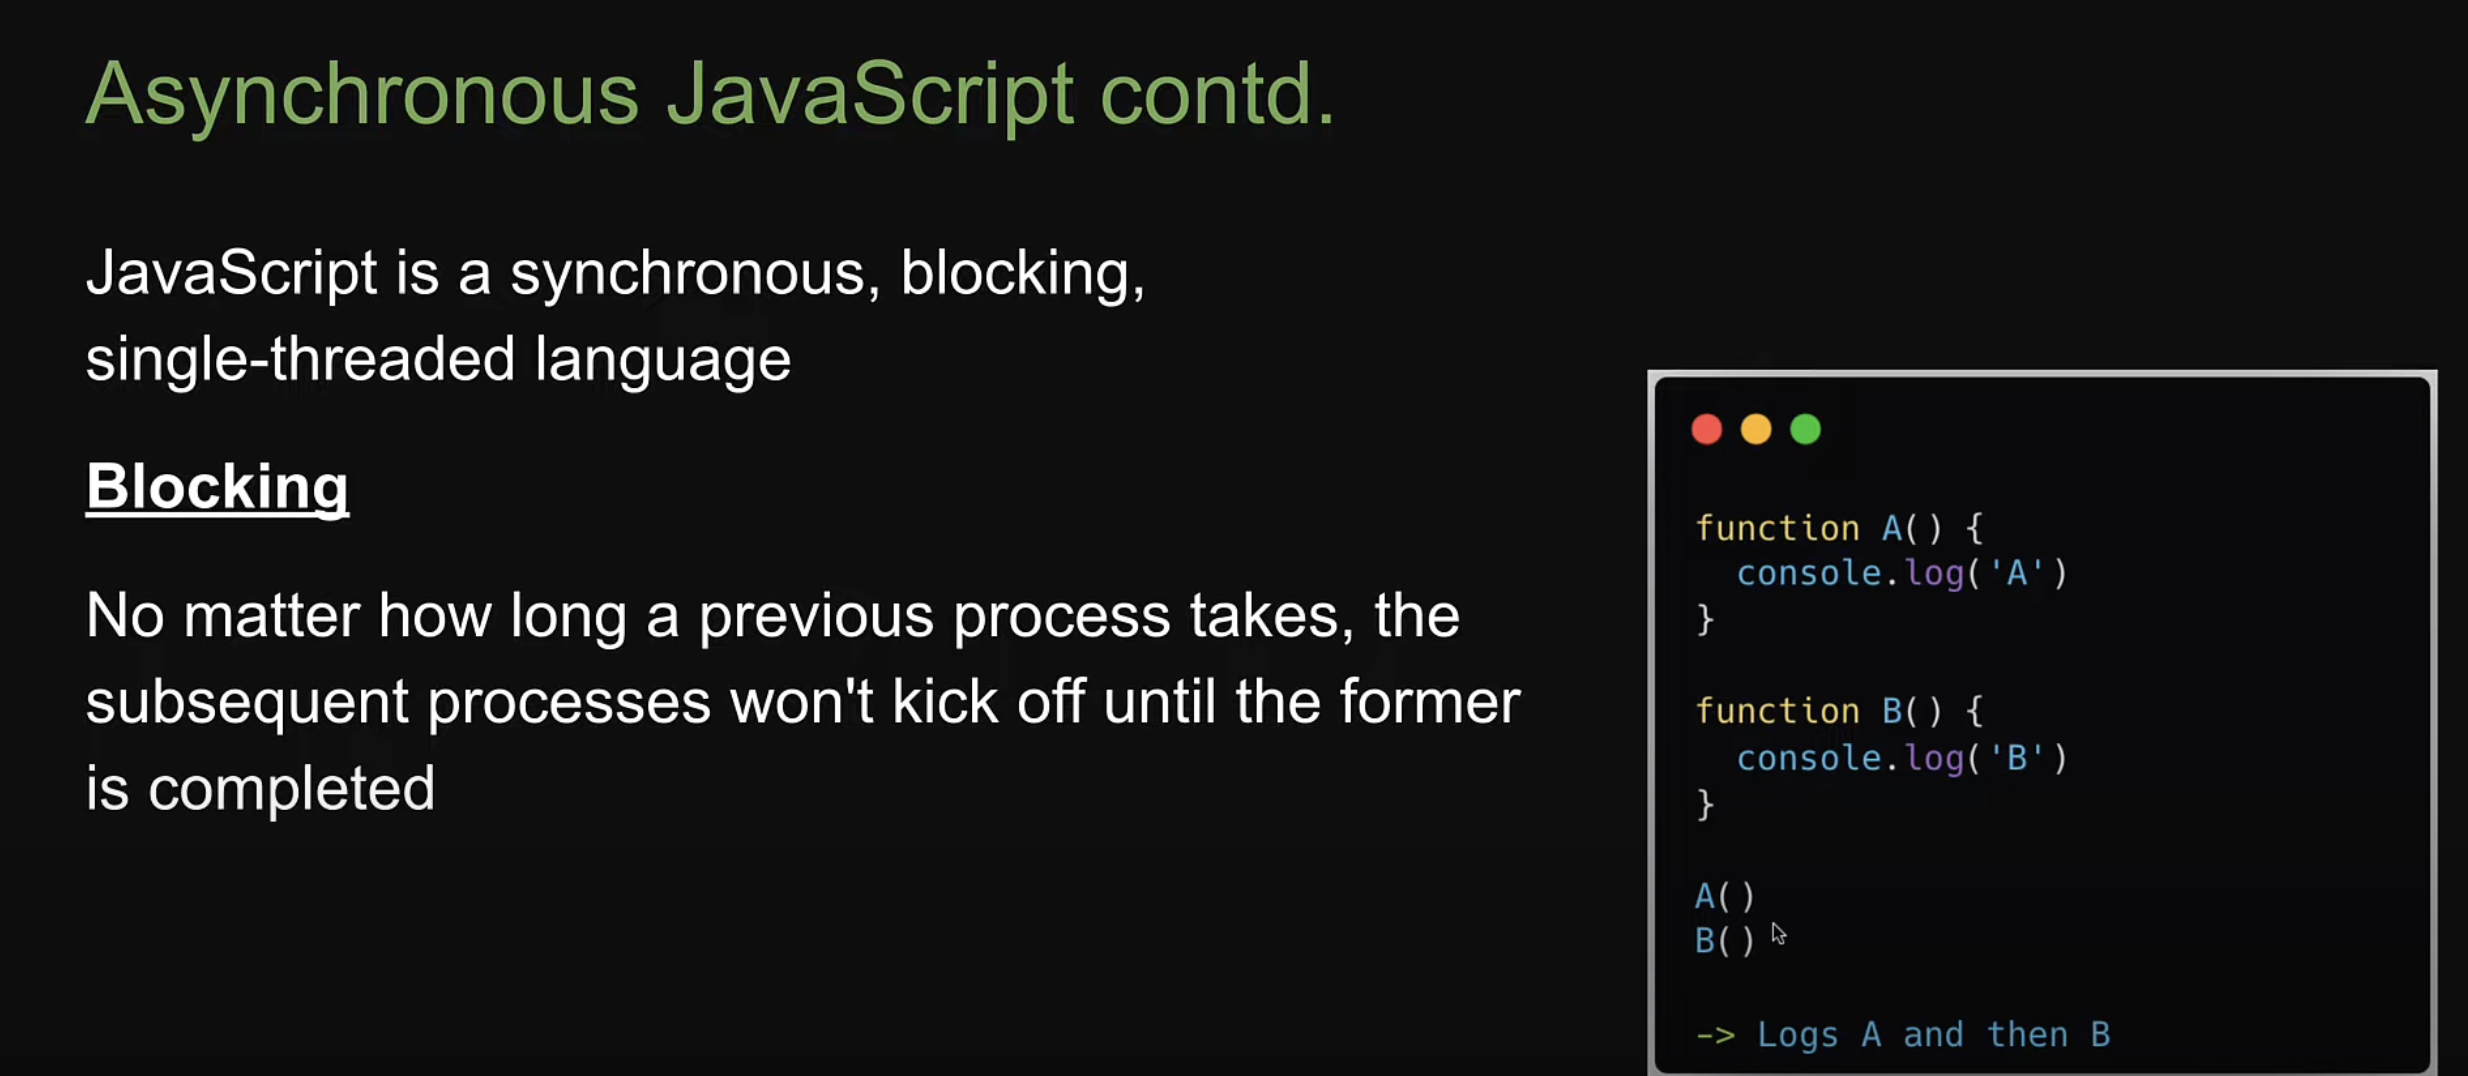 Asynchronous JavaScript contd.
JavaScript is a synchronous, blocking,
single-threaded language
Blocking
No matter how long a previous process takes, the
subsequent processes won't kick off until the former
is completed
function A() {
  console.log('A')
}
function B() {
  console.log('B')
}
A()
B()
-> Logs A and then B